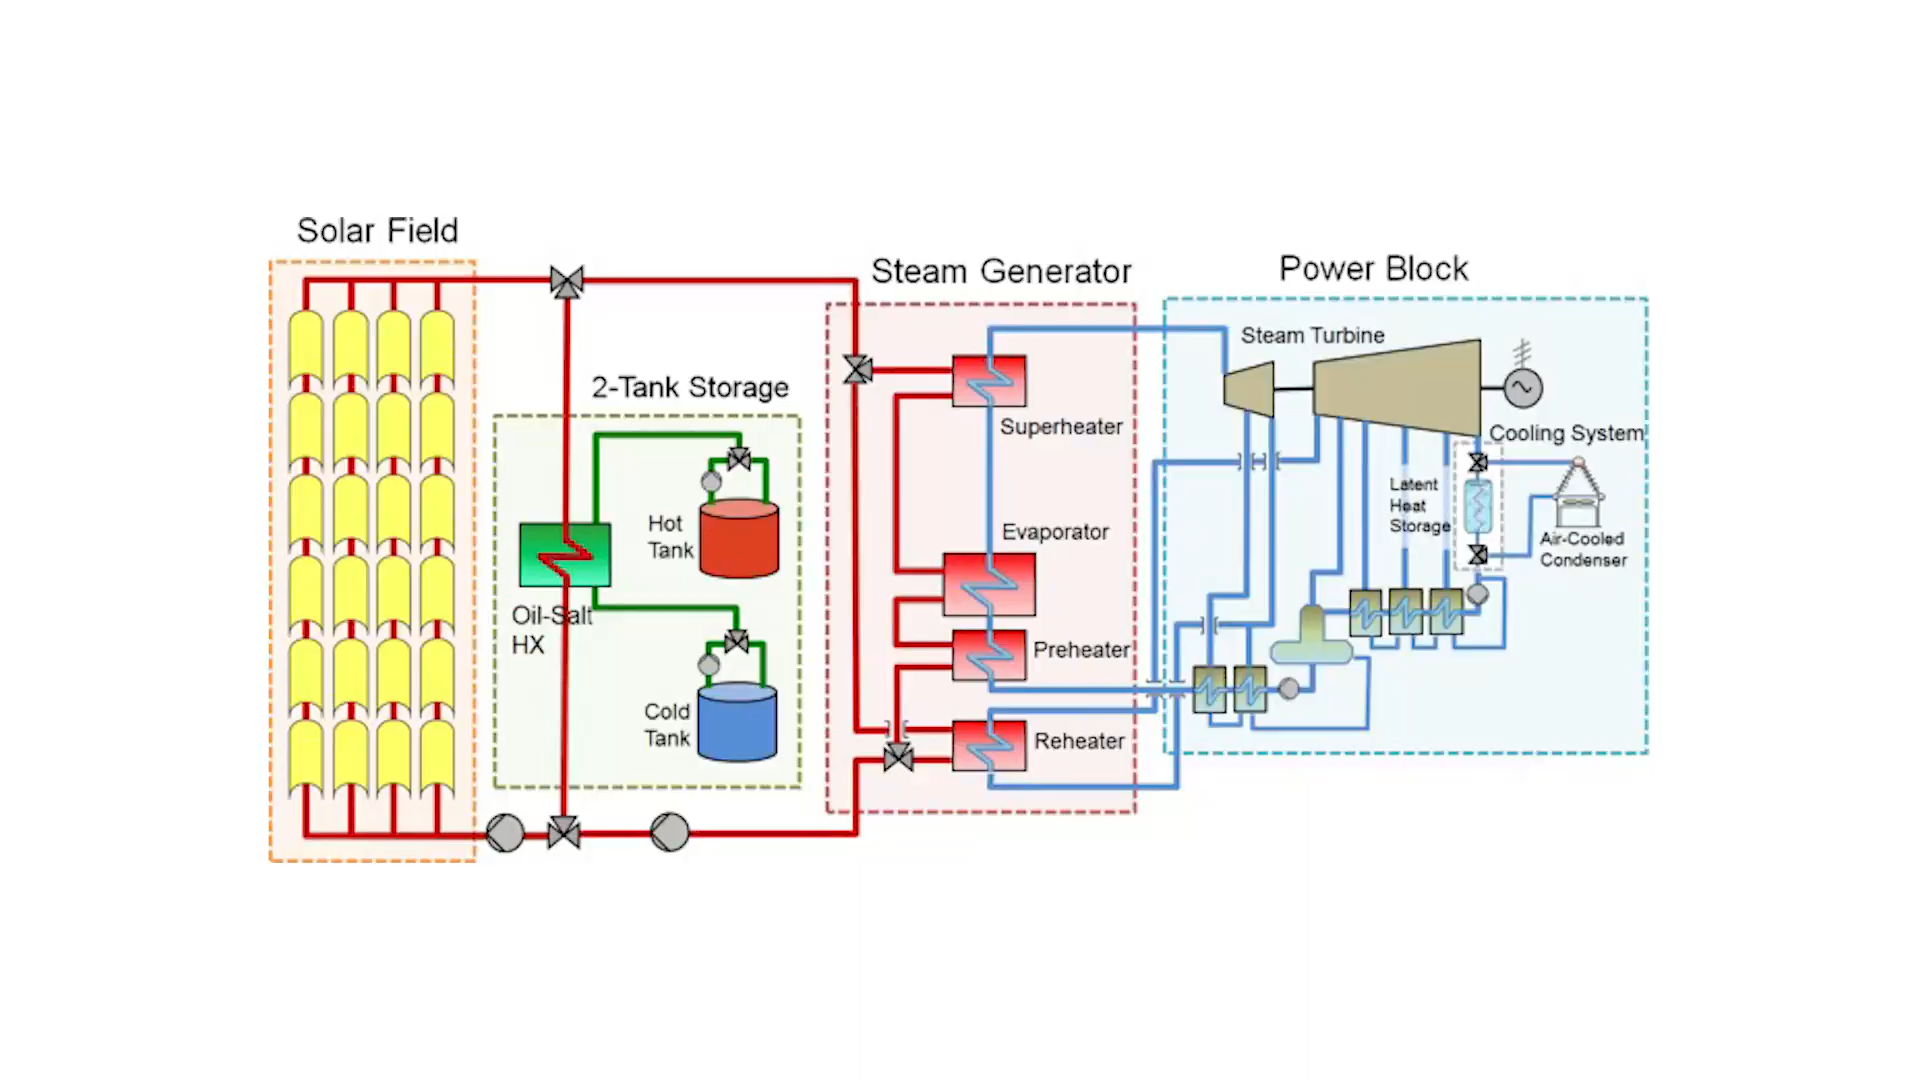 Solar Field
Steam Generator
Power Block
Steam Turbine
2-Tank Storage
Superheater
Cooling System
Latent
Heat
Storage
Hot
Tank
Evaporator
Air-Cooled
Condenser
Oil-Salt
HX
Preheater
Cold
Tank
Reheater